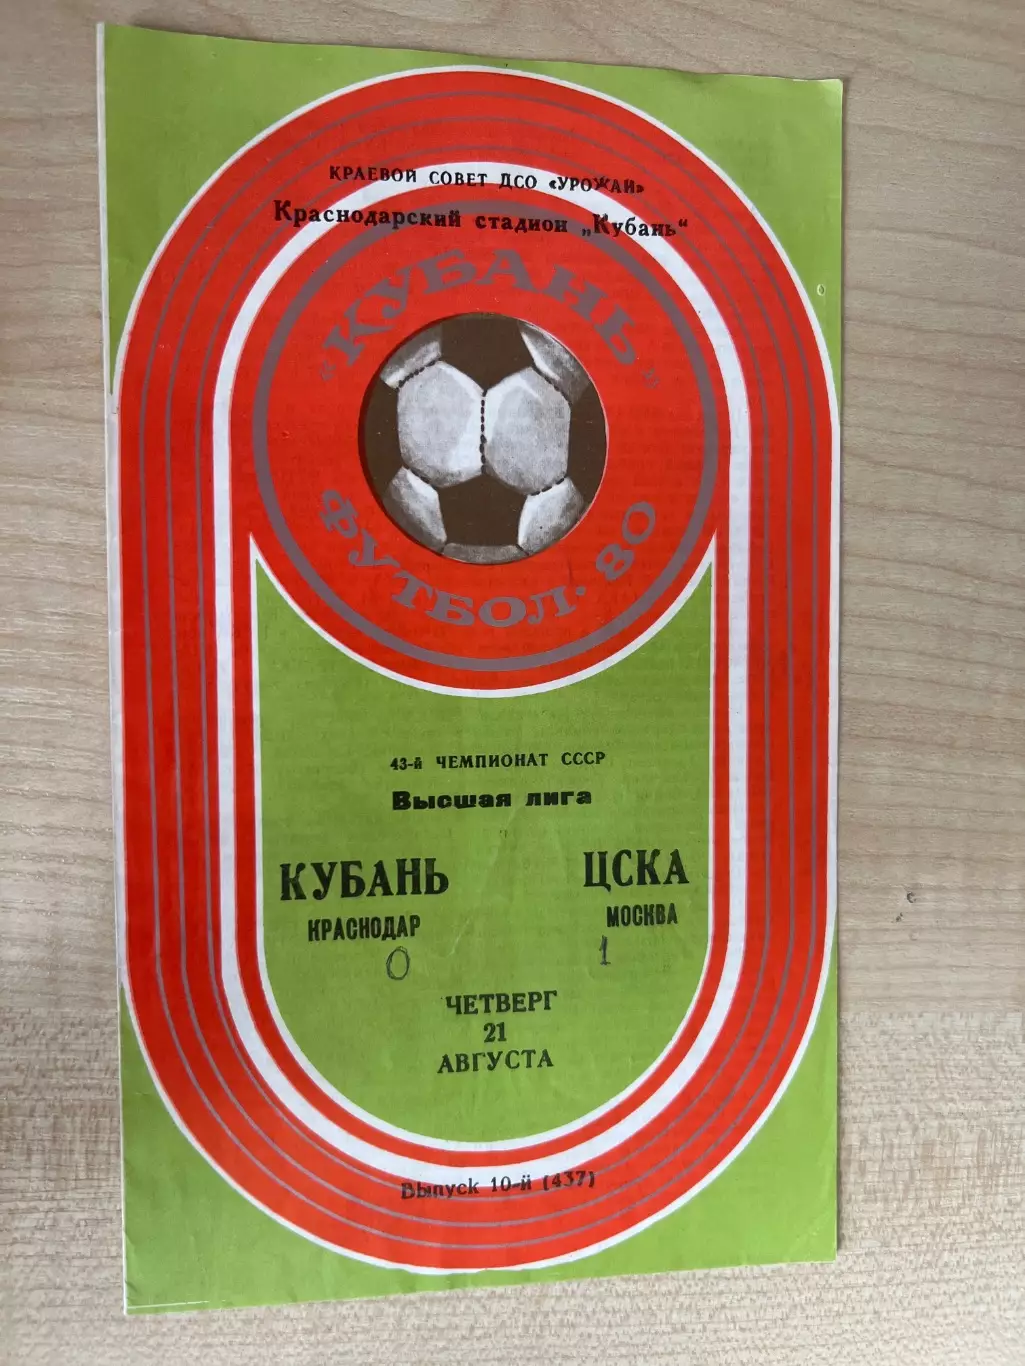 КРАЕВОЙ СОВЕТ ДСО «УРОЖАЙ»
Краснодарский стадион „Кубань“
«КУБАНЬ»
ФУТБОЛ·80
43-й ЧЕМПИОНАТ СССР
Высшая лига
КУБАНЬ ЦСКА
КРАСНОДАР МОСКВА
0 1
ЧЕТВЕРГ
21
АВГУСТА
Выпуск 10-й (437)